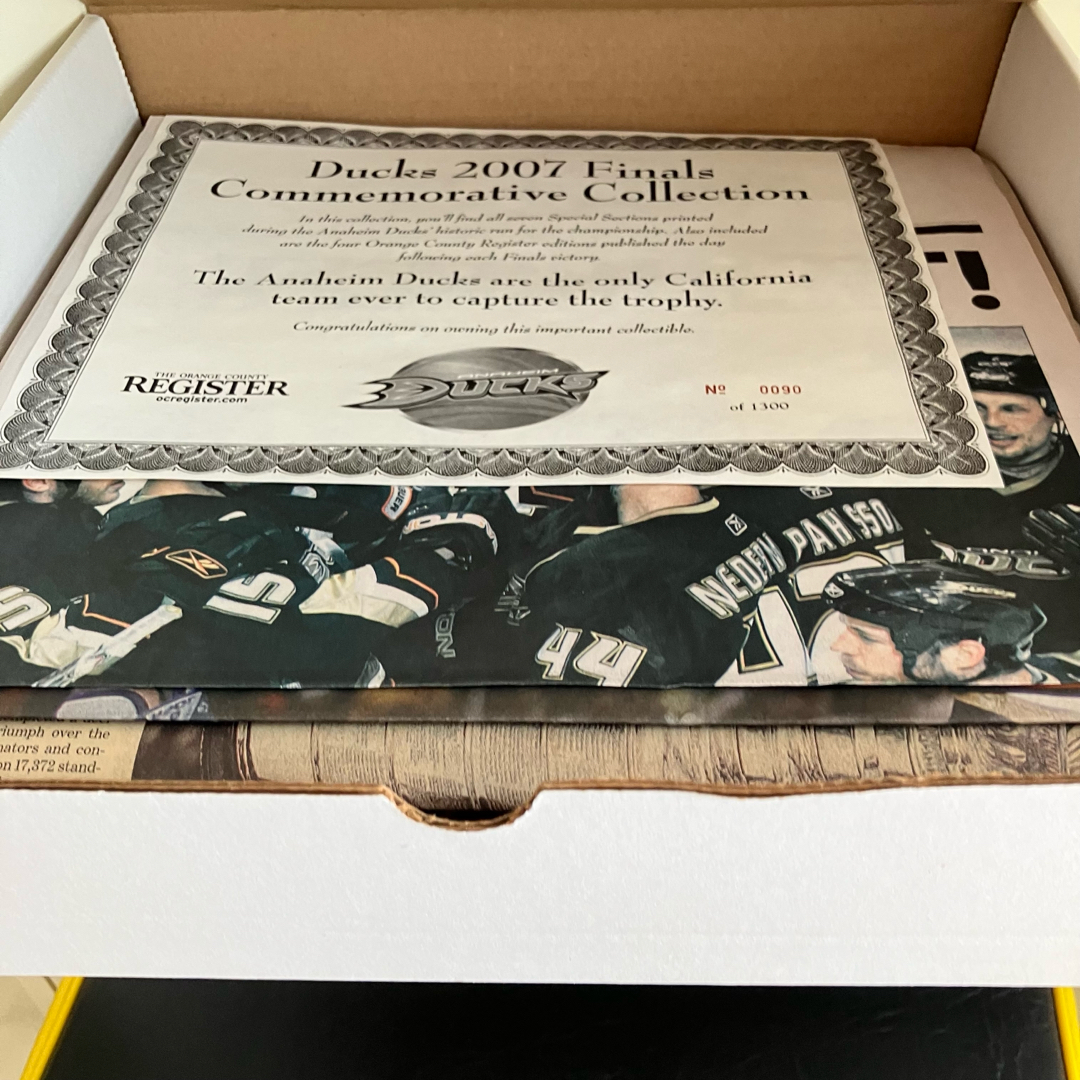 Ducks 2007 Finals
Commemorative Collection
In this collection, you'll find all seven Special Sections printed
during the Anaheim Ducks' historic run for the championship. Also included
are the four Orange County Register editions published the day
following each Finals victory.
The Anaheim Ducks are the only California
team ever to capture the trophy.
Congratulations on owning this important collectible.
THE ORANGE COUNTY
REGISTER
ocregister.com
ANAHEIM
DUCKS
Nº 0090
of 1300
T!
15
44
PAHLSSON
riumph over the
ators and con-
on 17,372 stand-